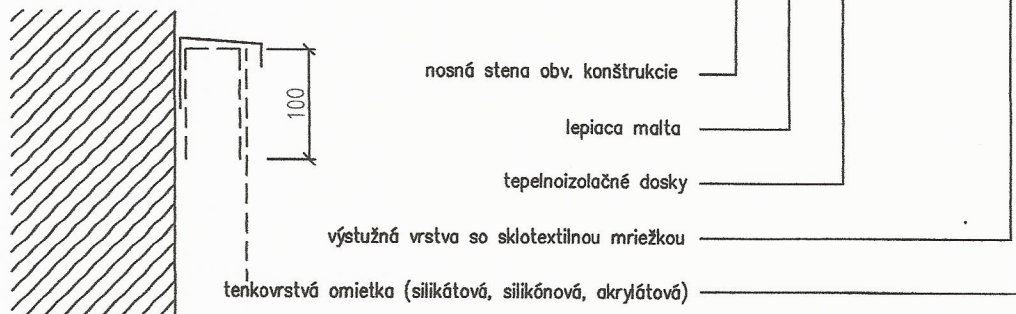 nosná stena obv. konštrukcie
100
lepiaca malta
tepelnoizolačné dosky
výstužná vrstva so sklotextilnou mriežkou
tenkovrstvá omietka (silikátová, silikónová, akrylátová)